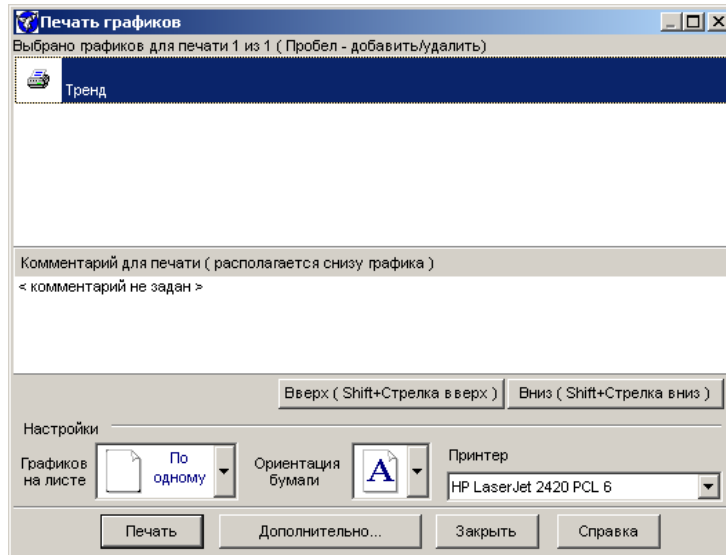 Печать графиков
Выбрано графиков для печати 1 из 1 ( Пробел - добавить/удалить)
Тренд
Комментарий для печати ( располагается снизу графика )
< комментарий не задан >
Вверх ( Shift+Стрелка вверх ) Вниз ( Shift+Стрелка вниз )
Настройки
Графиков на листе
По одному
Ориентация бумаги
A
Принтер
HP LaserJet 2420 PCL 6
Печать Дополнительно... Закрыть Справка